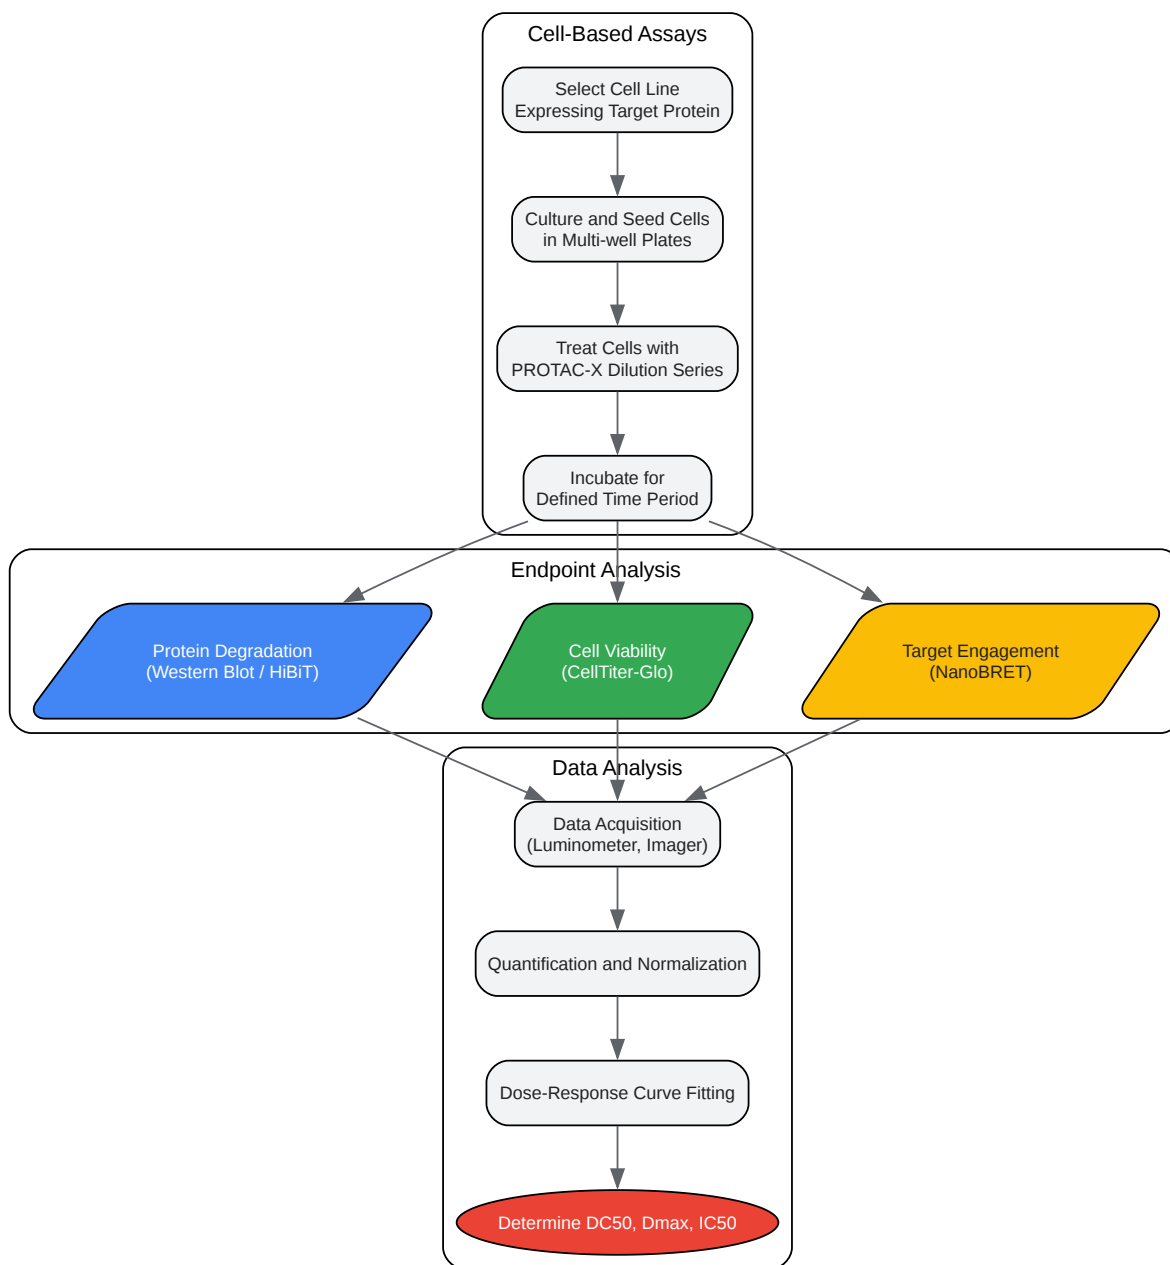 Cell-Based Assays
Select Cell Line
Expressing Target Protein
Culture and Seed Cells
in Multi-well Plates
Treat Cells with
PROTAC-X Dilution Series
Incubate for
Defined Time Period
Endpoint Analysis
Protein Degradation
(Western Blot / HiBiT)
Cell Viability
(CellTiter-Glo)
Target Engagement
(NanoBRET)
Data Analysis
Data Acquisition
(Luminometer, Imager)
Quantification and Normalization
Dose-Response Curve Fitting
Determine DC50, Dmax, IC50